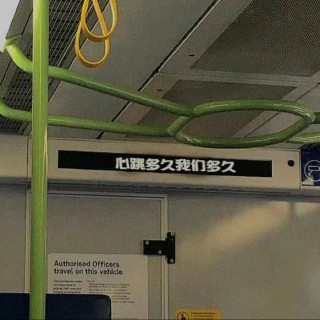 心跳多久我们多久
Authorised Officers
travel on this vehicle